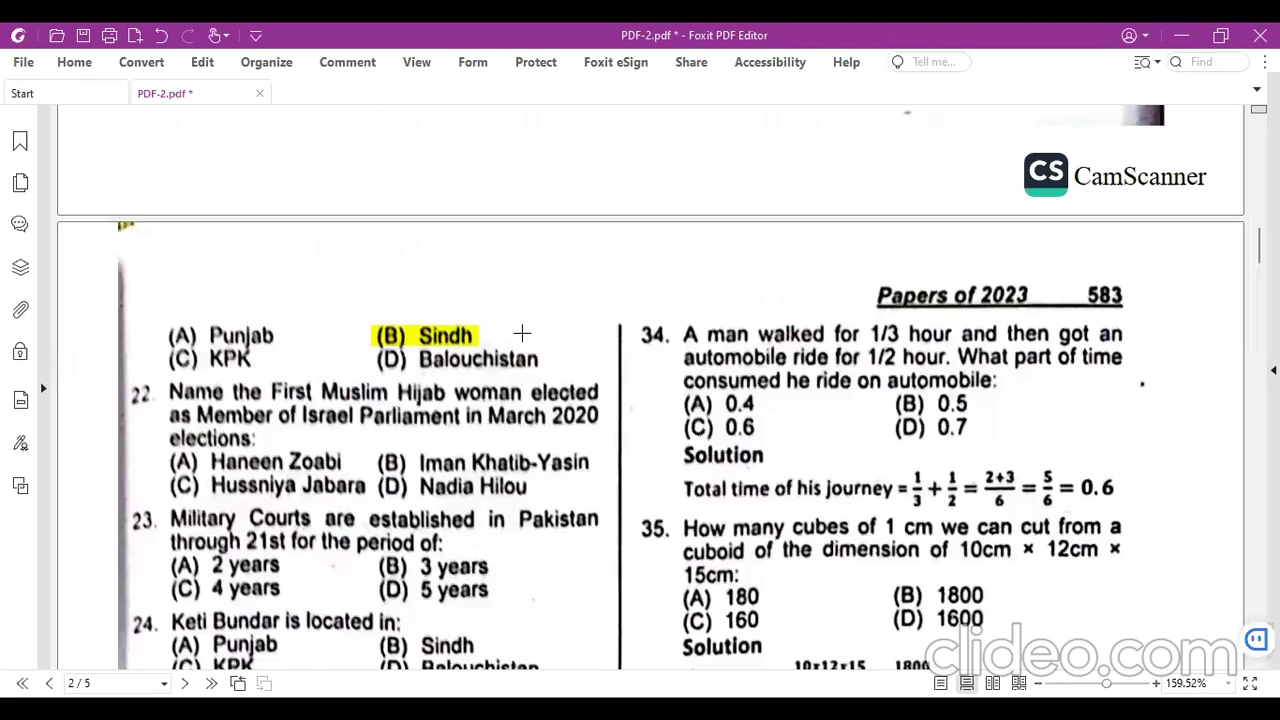 PDF-2.pdf * - Foxit PDF Editor
File Home Convert Edit Organize Comment View Form Protect Foxit eSign Share Accessibility Help Tell me... Find
Start PDF-2.pdf *
CS CamScanner
Papers of 2023 583
(A) Punjab (B) Sindh
(C) KPK (D) Balouchistan
22. Name the First Muslim Hijab woman elected
as Member of Israel Parliament in March 2020
elections:
(A) Haneen Zoabi (B) Iman Khatib-Yasin
(C) Hussniya Jabara (D) Nadia Hilou
23. Military Courts are established in Pakistan
through 21st for the period of:
(A) 2 years (B) 3 years
(C) 4 years (D) 5 years
24. Keti Bundar is located in:
(A) Punjab (B) Sindh
(C) KPK (D) Balouchistan
34. A man walked for 1/3 hour and then got an
automobile ride for 1/2 hour. What part of time
consumed he ride on automobile:
(A) 0.4 (B) 0.5
(C) 0.6 (D) 0.7
Solution
Total time of his journey = 1/3 + 1/2 = 2+3/6 = 5/6 = 0.6
35. How many cubes of 1 cm we can cut from a
cuboid of the dimension of 10cm × 12cm ×
15cm:
(A) 180 (B) 1800
(C) 160 (D) 1600
Solution
10x12x15 1800
clideo.com
2 / 5 159.52%